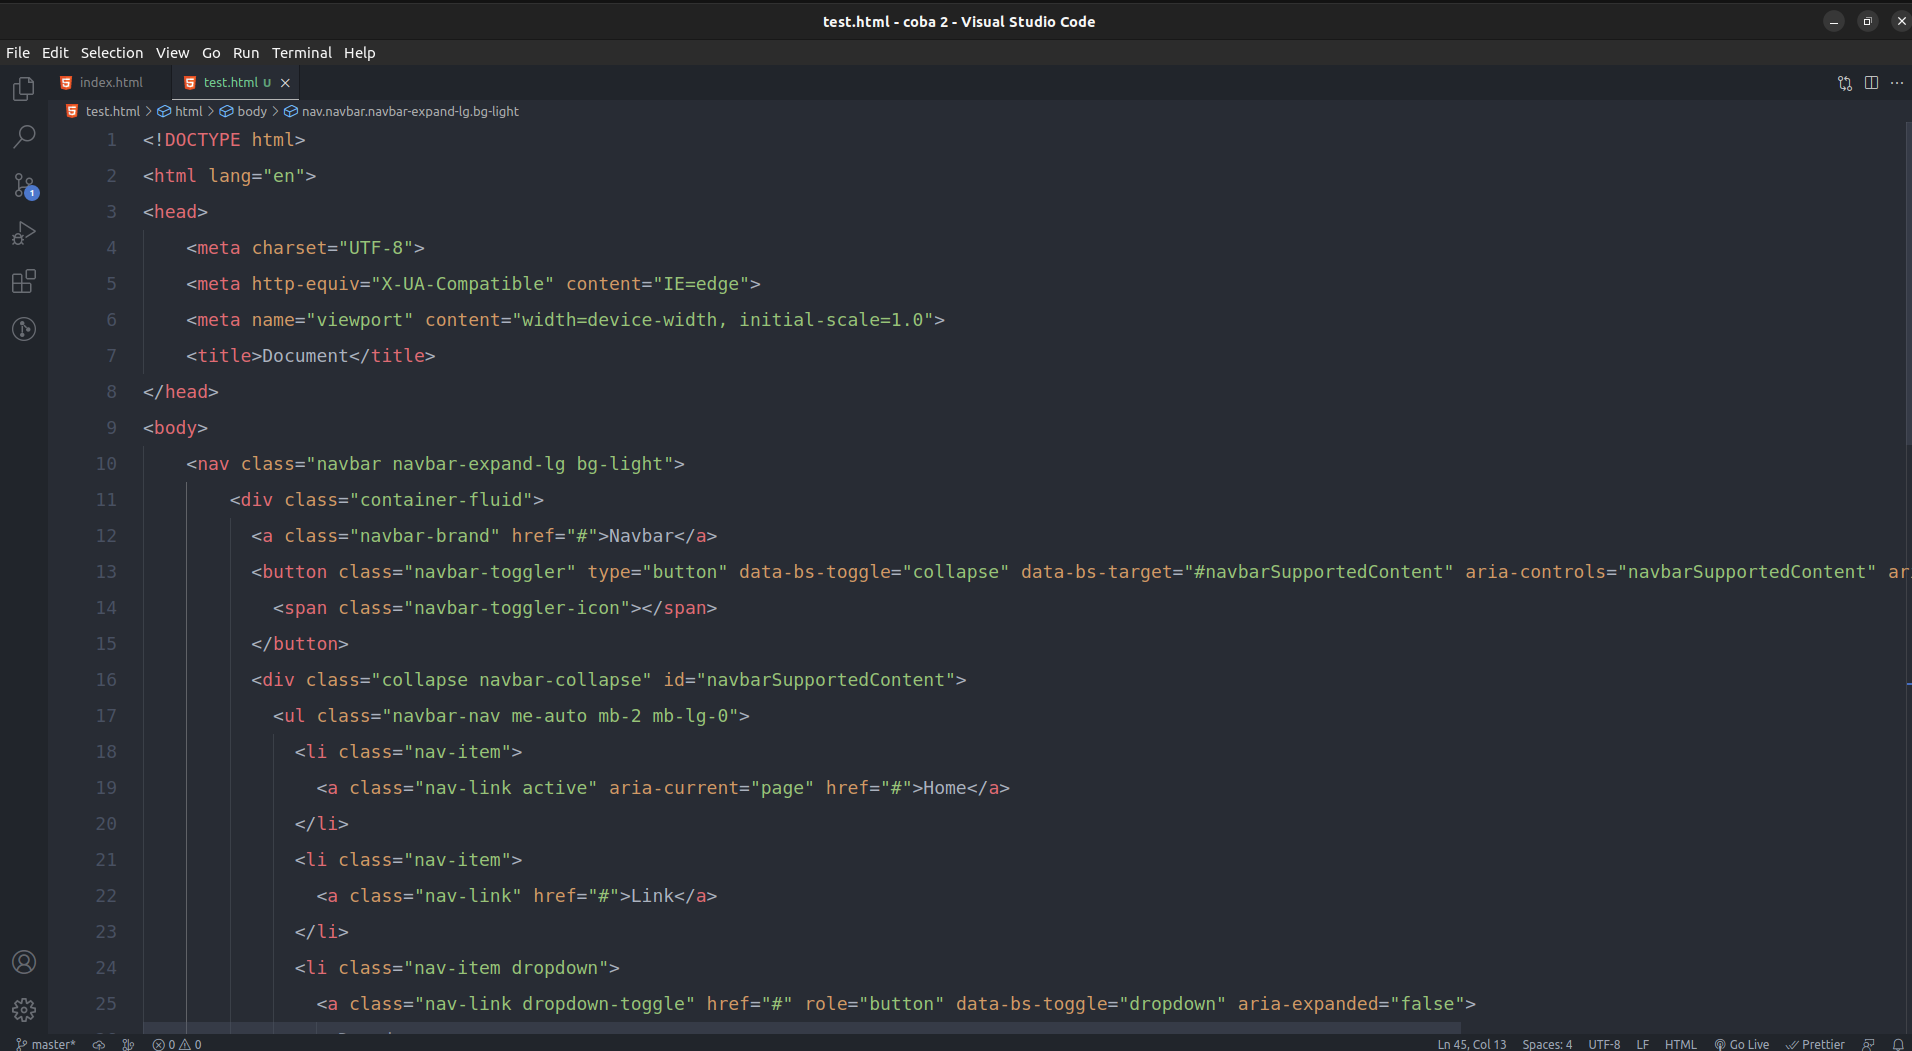 test.html - coba 2 - Visual Studio Code
File Edit Selection View Go Run Terminal Help
index.html test.html U
test.html > html > body > nav.navbar.navbar-expand-lg.bg-light
1 <!DOCTYPE html>
2 <html lang="en">
3 <head>
4 <meta charset="UTF-8">
5 <meta http-equiv="X-UA-Compatible" content="IE=edge">
6 <meta name="viewport" content="width=device-width, initial-scale=1.0">
7 <title>Document</title>
8 </head>
9 <body>
10 <nav class="navbar navbar-expand-lg bg-light">
11 <div class="container-fluid">
12 <a class="navbar-brand" href="#">Navbar</a>
13 <button class="navbar-toggler" type="button" data-bs-toggle="collapse" data-bs-target="#navbarSupportedContent" aria-controls="navbarSupportedContent" ar
14 <span class="navbar-toggler-icon"></span>
15 </button>
16 <div class="collapse navbar-collapse" id="navbarSupportedContent">
17 <ul class="navbar-nav me-auto mb-2 mb-lg-0">
18 <li class="nav-item">
19 <a class="nav-link active" aria-current="page" href="#">Home</a>
20 </li>
21 <li class="nav-item">
22 <a class="nav-link" href="#">Link</a>
23 </li>
24 <li class="nav-item dropdown">
25 <a class="nav-link dropdown-toggle" href="#" role="button" data-bs-toggle="dropdown" aria-expanded="false">
1
master* 0 0 Ln 45, Col 13 Spaces: 4 UTF-8 LF HTML Go Live Prettier